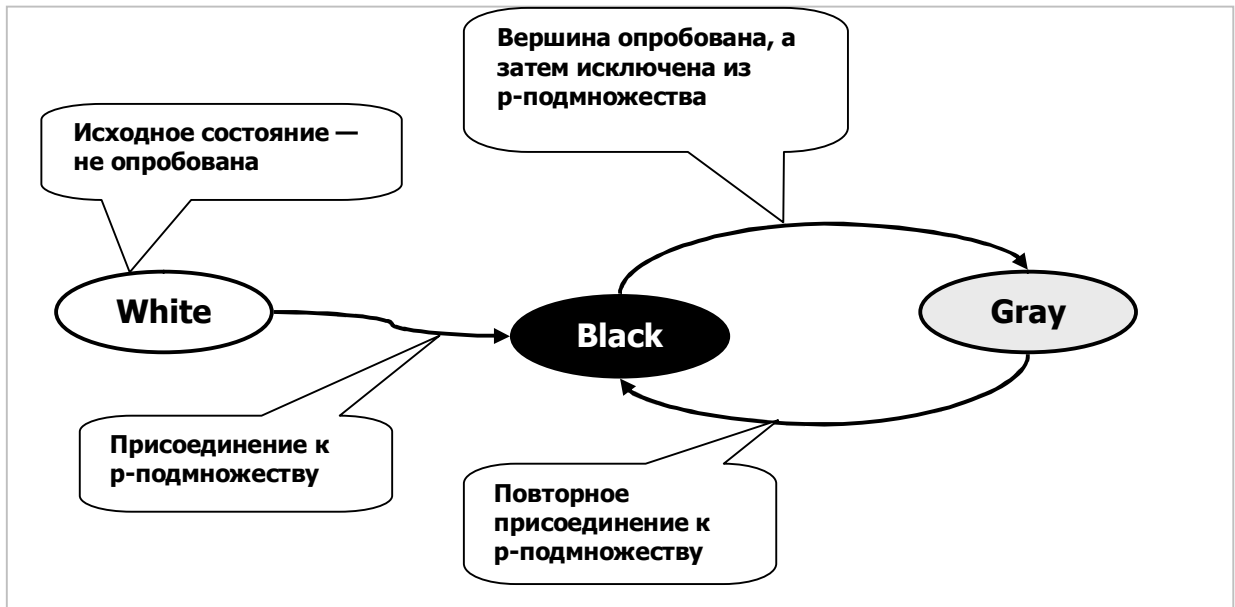 Вершина опробована, а
затем исключена из
р-подмножества
Исходное состояние —
не опробована
White
Black
Gray
Присоединение к
р-подмножеству
Повторное
присоединение к
р-подмножеству